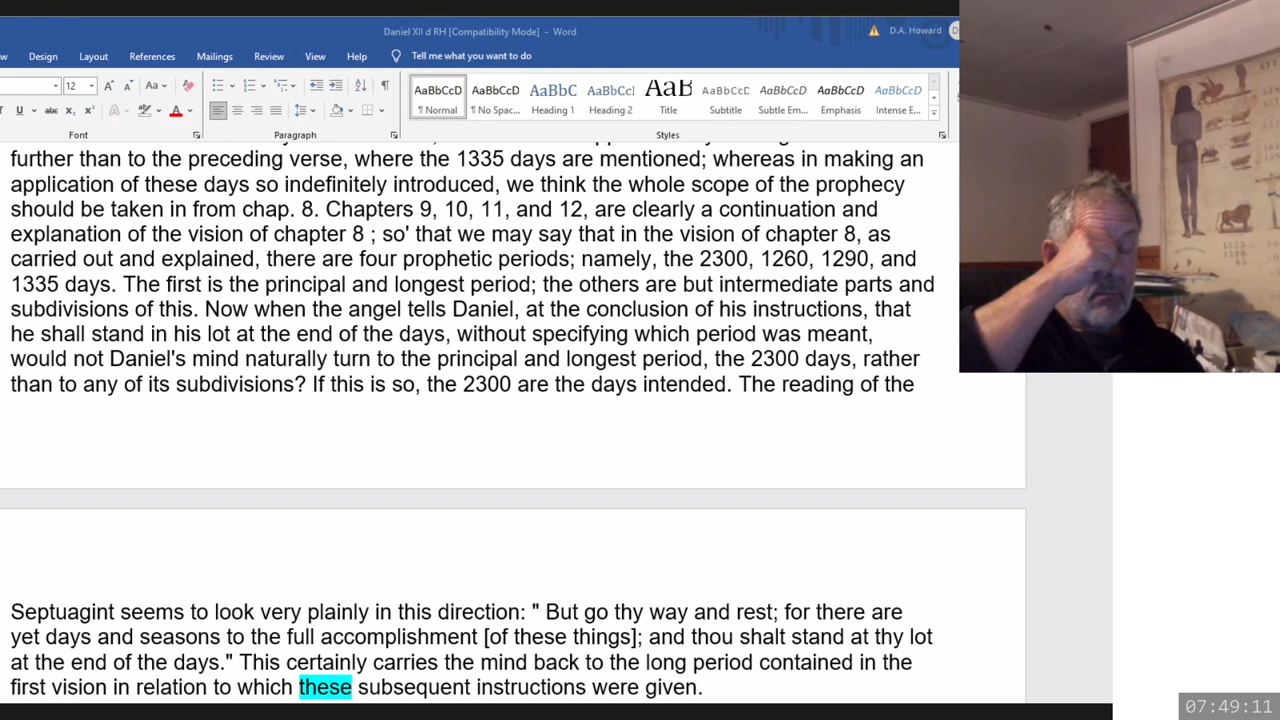 Daniel XII d RH [Compatibility Mode] - Word
D.A. Howard
Design Layout References Mailings Review View Help Tell me what you want to do
12 Aa
AaBbCcD AaBbCcD AaBbC AaBbCcI AaB AaBbCcD AaBbCcD AaBbCcD AaBbCcD
¶ Normal ¶ No Spac... Heading 1 Heading 2 Title Subtitle Subtle Em... Emphasis Intense E...
Font Paragraph Styles
further than to the preceding verse, where the 1335 days are mentioned; whereas in making an
application of these days so indefinitely introduced, we think the whole scope of the prophecy
should be taken in from chap. 8. Chapters 9, 10, 11, and 12, are clearly a continuation and
explanation of the vision of chapter 8 ; so' that we may say that in the vision of chapter 8, as
carried out and explained, there are four prophetic periods; namely, the 2300, 1260, 1290, and
1335 days. The first is the principal and longest period; the others are but intermediate parts and
subdivisions of this. Now when the angel tells Daniel, at the conclusion of his instructions, that
he shall stand in his lot at the end of the days, without specifying which period was meant,
would not Daniel's mind naturally turn to the principal and longest period, the 2300 days, rather
than to any of its subdivisions? If this is so, the 2300 are the days intended. The reading of the
Septuagint seems to look very plainly in this direction: " But go thy way and rest; for there are
yet days and seasons to the full accomplishment [of these things]; and thou shalt stand at thy lot
at the end of the days." This certainly carries the mind back to the long period contained in the
first vision in relation to which these subsequent instructions were given.
07:49:11